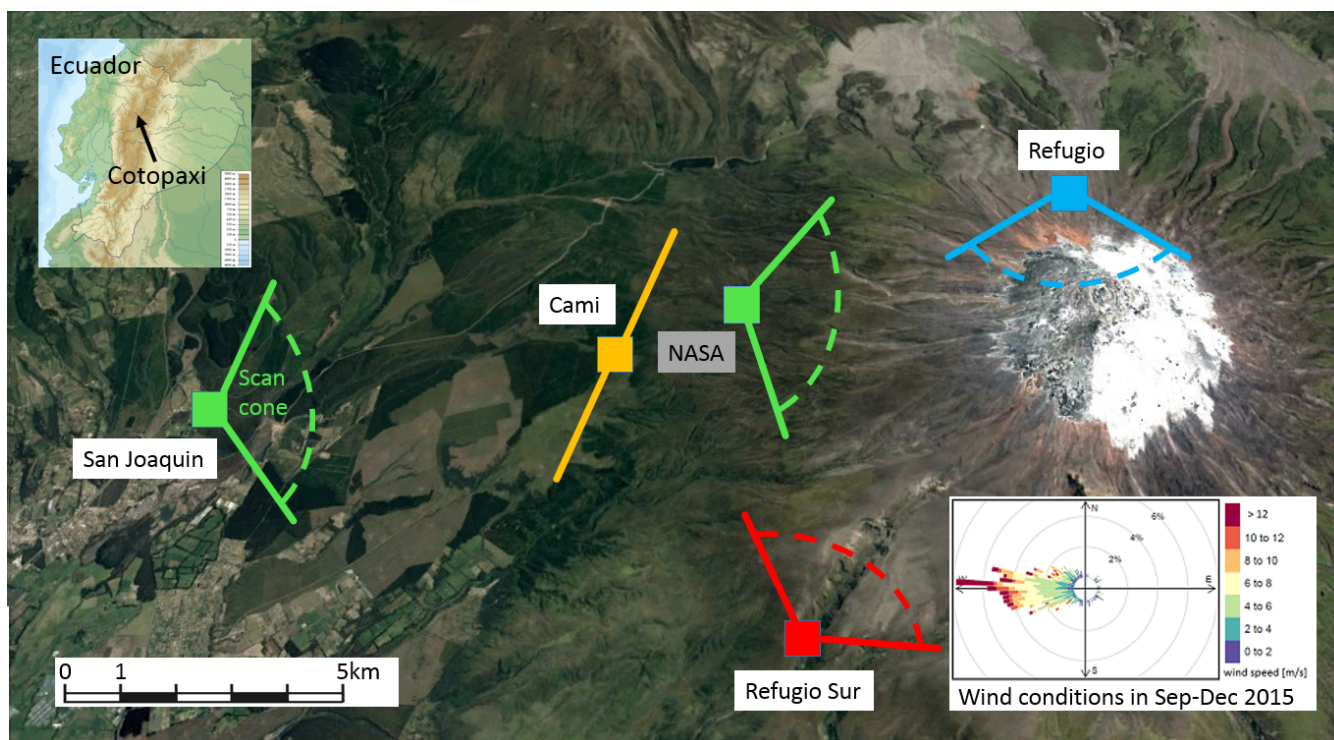 Ecuador
Cotopaxi
Refugio
Cami
NASA
Scan
cone
San Joaquin
Refugio Sur
0 1 5km
N
6%
4%
2%
E
S
> 12
10 to 12
8 to 10
6 to 8
4 to 6
2 to 4
0 to 2
wind speed [m/s]
Wind conditions in Sep-Dec 2015